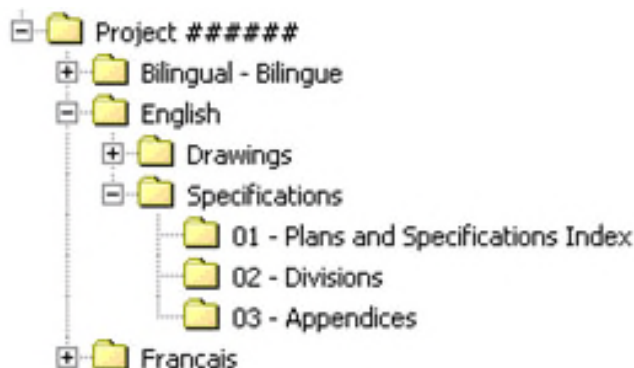 Project ######
Bilingual - Bilingue
English
Drawings
Specifications
01 - Plans and Specifications Index
02 - Divisions
03 - Appendices
Francais